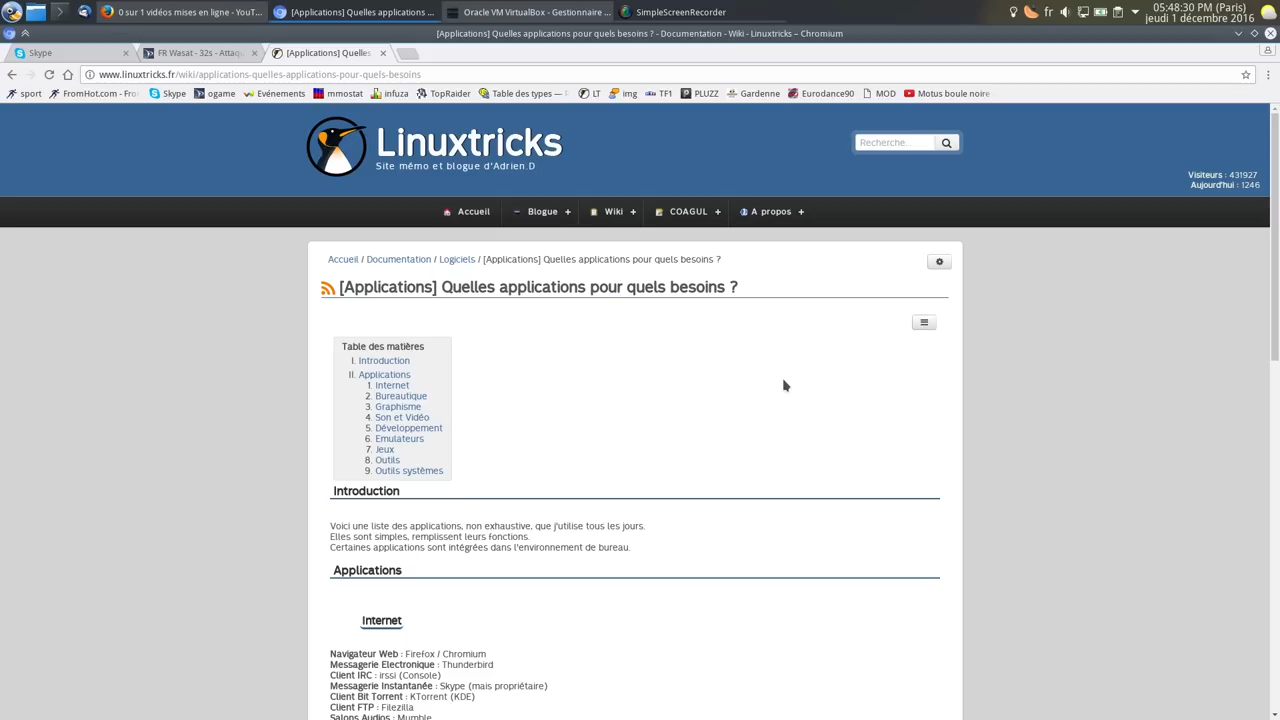 0 sur 1 vidéos mises en ligne - YouT...
[Applications] Quelles applications ...
Oracle VM VirtualBox - Gestionnaire ...
SimpleScreenRecorder
fr
05:48:30 PM (Paris)
jeudi 1 décembre 2016
[Applications] Quelles applications pour quels besoins ? - Documentation - Wiki - Linuxtricks – Chromium
Skype
FR Wasat - 32s - Attaqu
[Applications] Quelles
www.linuxtricks.fr/wiki/applications-quelles-applications-pour-quels-besoins
sport
FromHot.com - Fro
Skype
ogame
Evénements
mmostat
infuza
TopRaider
Table des types —
LT
img
TF1
PLUZZ
Gardenne
Eurodance90
MOD
Motus boule noire
Linuxtricks
Site mémo et blogue d'Adrien.D
Recherche...
Visiteurs : 431927
Aujourd'hui : 1246
Accueil
Blogue +
Wiki +
COAGUL +
A propos +
Accueil / Documentation / Logiciels / [Applications] Quelles applications pour quels besoins ?
[Applications] Quelles applications pour quels besoins ?
Table des matières
I. Introduction
II. Applications
1. Internet
2. Bureautique
3. Graphisme
4. Son et Vidéo
5. Développement
6. Emulateurs
7. Jeux
8. Outils
9. Outils systèmes
Introduction
Voici une liste des applications, non exhaustive, que j'utilise tous les jours.
Elles sont simples, remplissent leurs fonctions.
Certaines applications sont intégrées dans l'environnement de bureau.
Applications
Internet
Navigateur Web : Firefox / Chromium
Messagerie Electronique : Thunderbird
Client IRC : irssi (Console)
Messagerie Instantanée : Skype (mais propriétaire)
Client Bit Torrent : KTorrent (KDE)
Client FTP : Filezilla
Salons Audios : Mumble